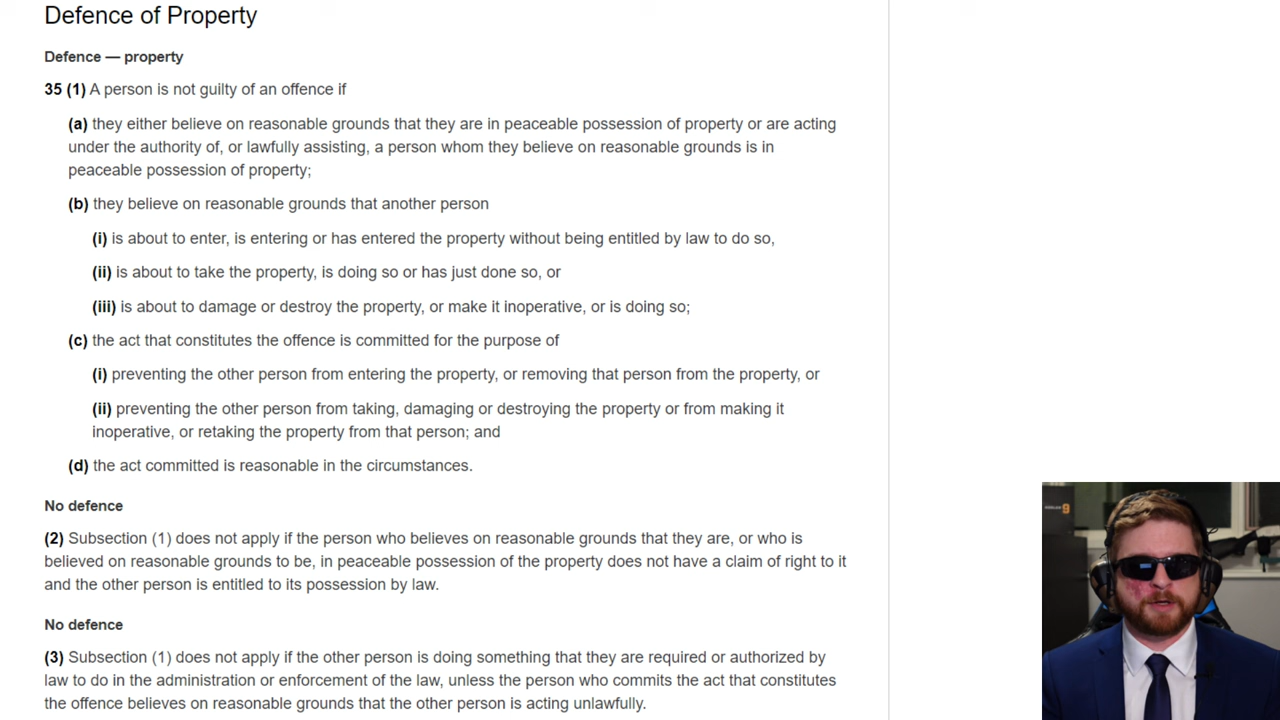 Defence of Property
Defence — property
35 (1) A person is not guilty of an offence if
(a) they either believe on reasonable grounds that they are in peaceable possession of property or are acting
under the authority of, or lawfully assisting, a person whom they believe on reasonable grounds is in
peaceable possession of property;
(b) they believe on reasonable grounds that another person
(i) is about to enter, is entering or has entered the property without being entitled by law to do so,
(ii) is about to take the property, is doing so or has just done so, or
(iii) is about to damage or destroy the property, or make it inoperative, or is doing so;
(c) the act that constitutes the offence is committed for the purpose of
(i) preventing the other person from entering the property, or removing that person from the property, or
(ii) preventing the other person from taking, damaging or destroying the property or from making it
inoperative, or retaking the property from that person; and
(d) the act committed is reasonable in the circumstances.
No defence
(2) Subsection (1) does not apply if the person who believes on reasonable grounds that they are, or who is
believed on reasonable grounds to be, in peaceable possession of the property does not have a claim of right to it
and the other person is entitled to its possession by law.
No defence
(3) Subsection (1) does not apply if the other person is doing something that they are required or authorized by
law to do in the administration or enforcement of the law, unless the person who commits the act that constitutes
the offence believes on reasonable grounds that the other person is acting unlawfully.